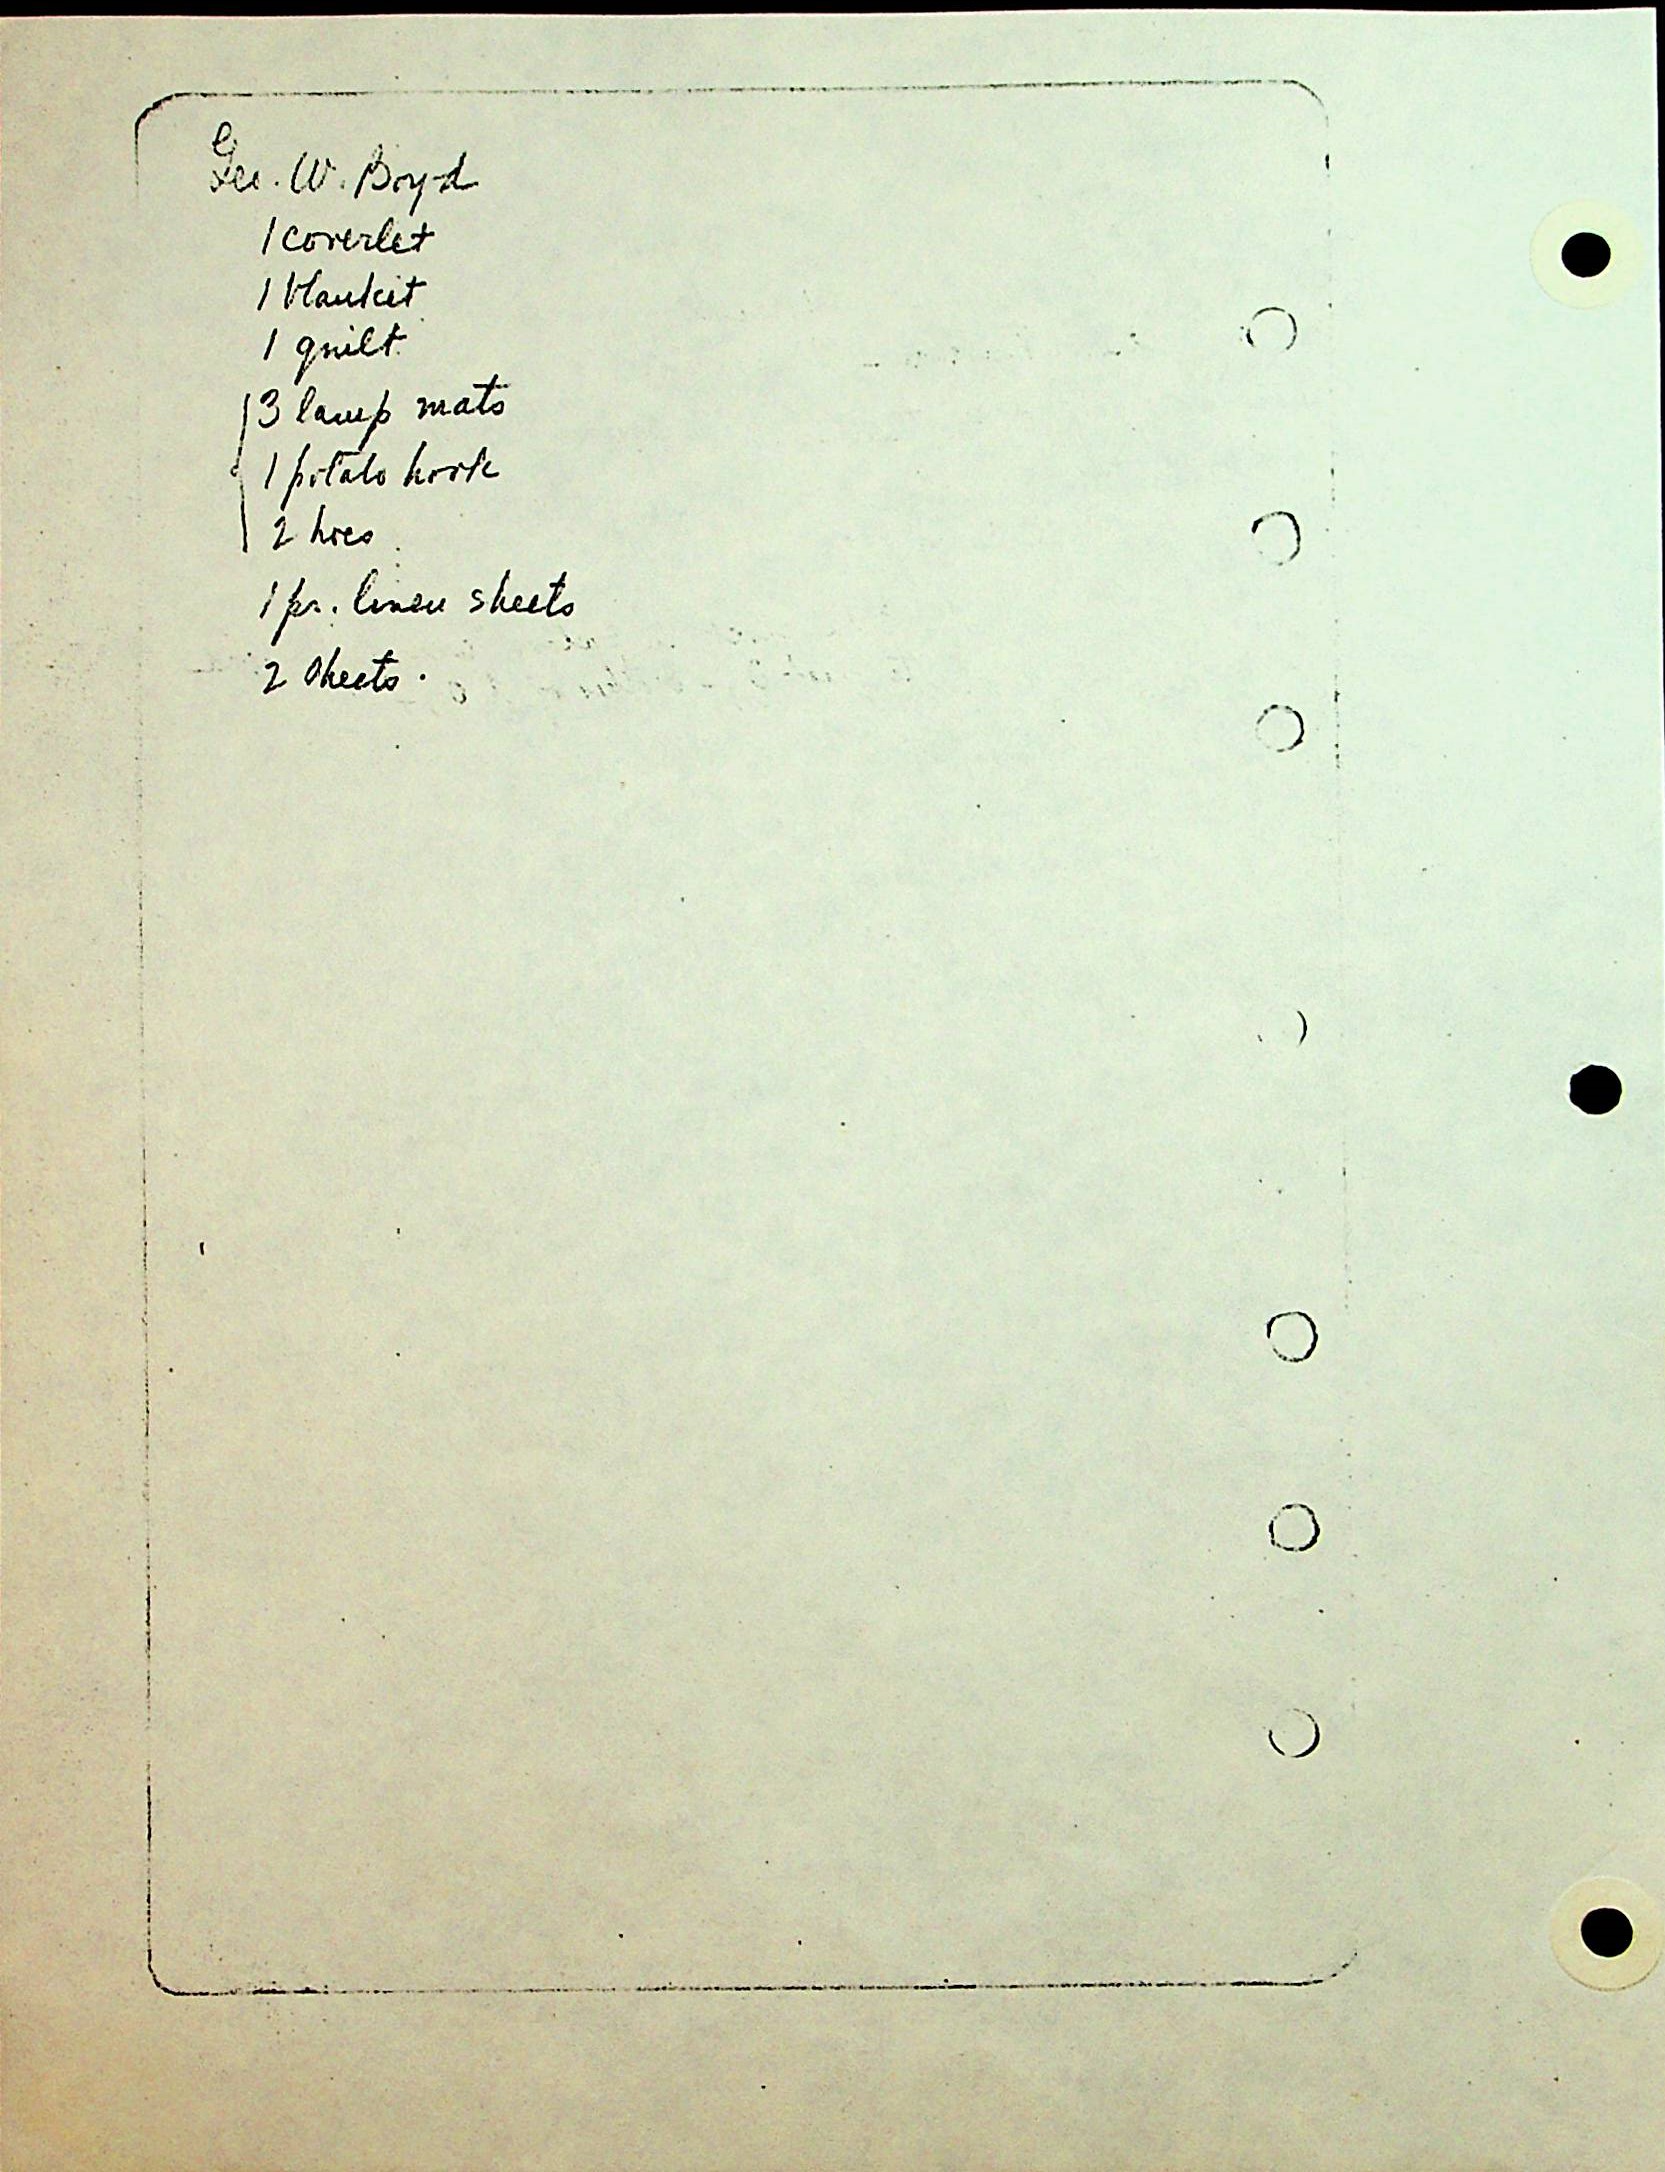 Geo. W. Boyd
1 coverlet
1 blanket
1 quilt
3 lamp mats
1 potato hook
2 hoes
1 pr. linen sheets
2 sheets.